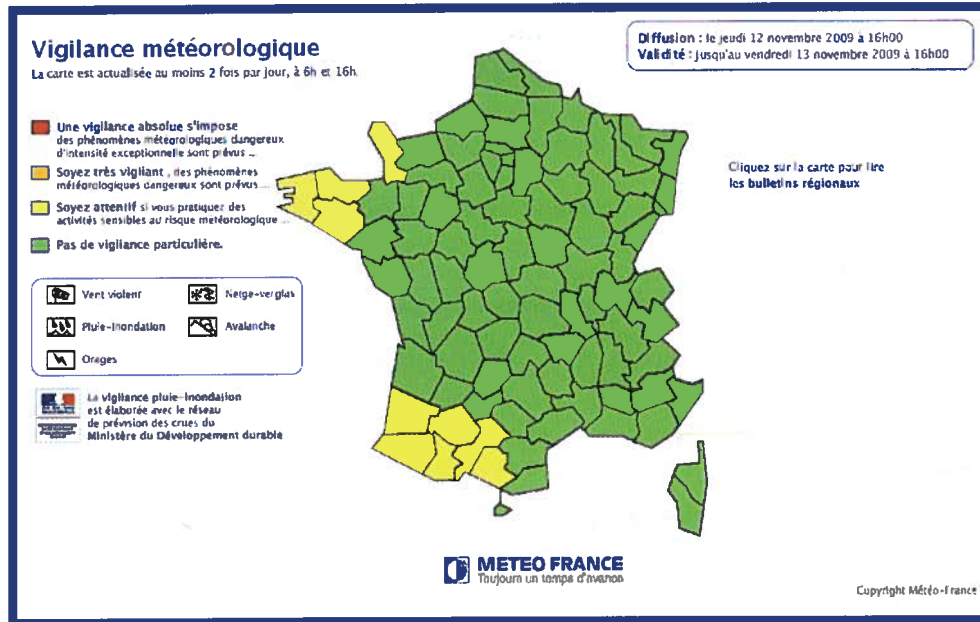 Vigilance météorologique
La carte est actualisée au moins 2 fois par jour, à 6h et 16h.
Diffusion : le jeudi 12 novembre 2009 à 16h00
Validité : jusqu'au vendredi 13 novembre 2009 à 16h00
Une vigilance absolue s'impose
des phénomènes météorologiques dangereux
d'intensité exceptionnelle sont prévus ...
Soyez très vigilant , des phénomènes
météorologiques dangereux sont prévus ...
Soyez attentif si vous pratiquez des
activités sensibles au risque météorologique ...
Pas de vigilance particulière.
Cliquez sur la carte pour lire
les bulletins régionaux
Vent violent
Neige-verglas
Pluie-Inondation
Avalanche
Orages
La vigilance pluie-inondation
est élaborée avec le réseau
de prévision des crues du
Ministère du Développement durable
METEO FRANCE
Toujours un temps d'avance
Copyright Météo-France